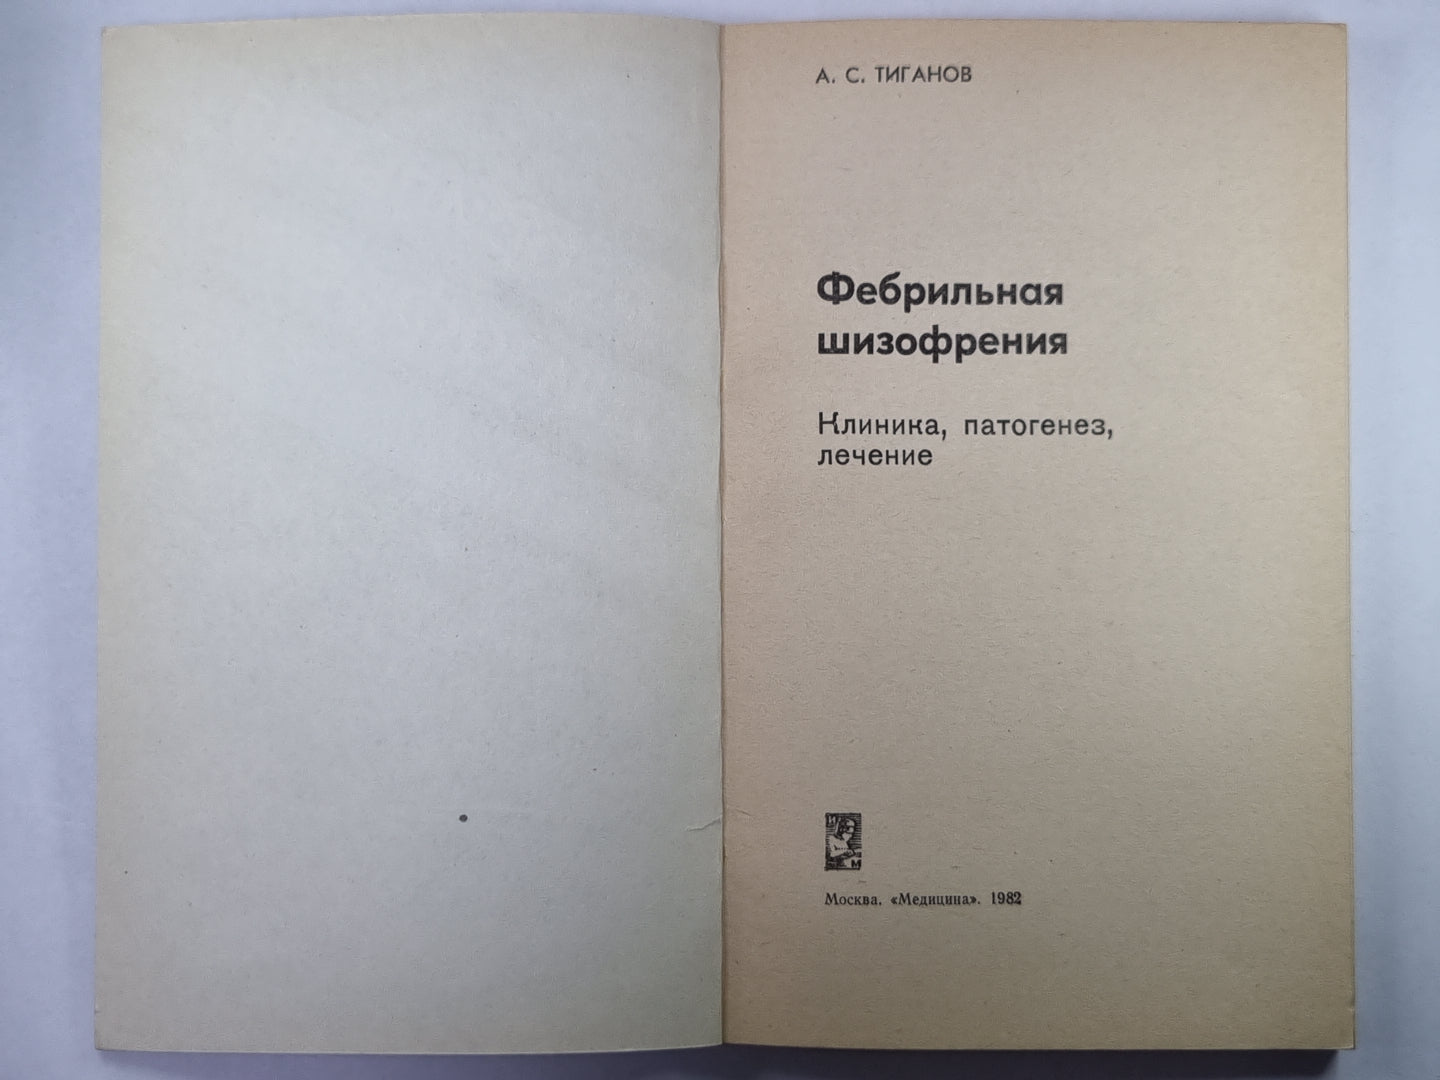 А. С. ТИГАНОВ
Фебрильная
шизофрения
Клиника, патогенез,
лечение
И
М
Москва. «Медицина». 1982